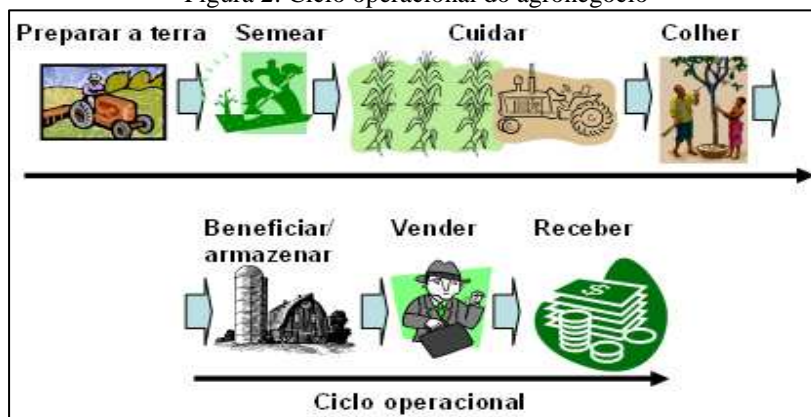 Figura 2: Ciclo operacional do agronegócio
Preparar a terra Semear Cuidar Colher
Beneficiar/
armazenar Vender Receber
Ciclo operacional